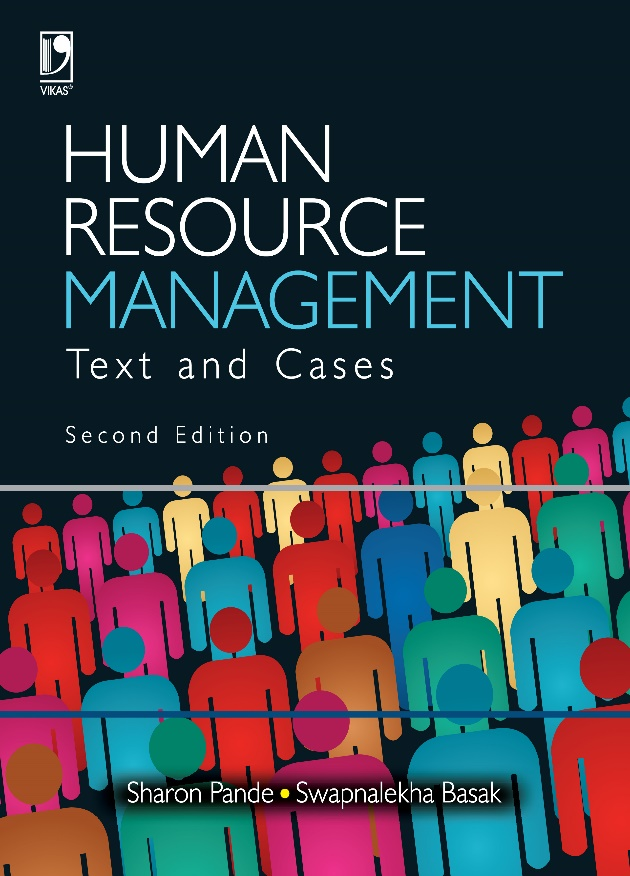 VIKAS®
HUMAN
RESOURCE
MANAGEMENT
Text and Cases
Second Edition
Sharon Pande • Swapnalekha Basak